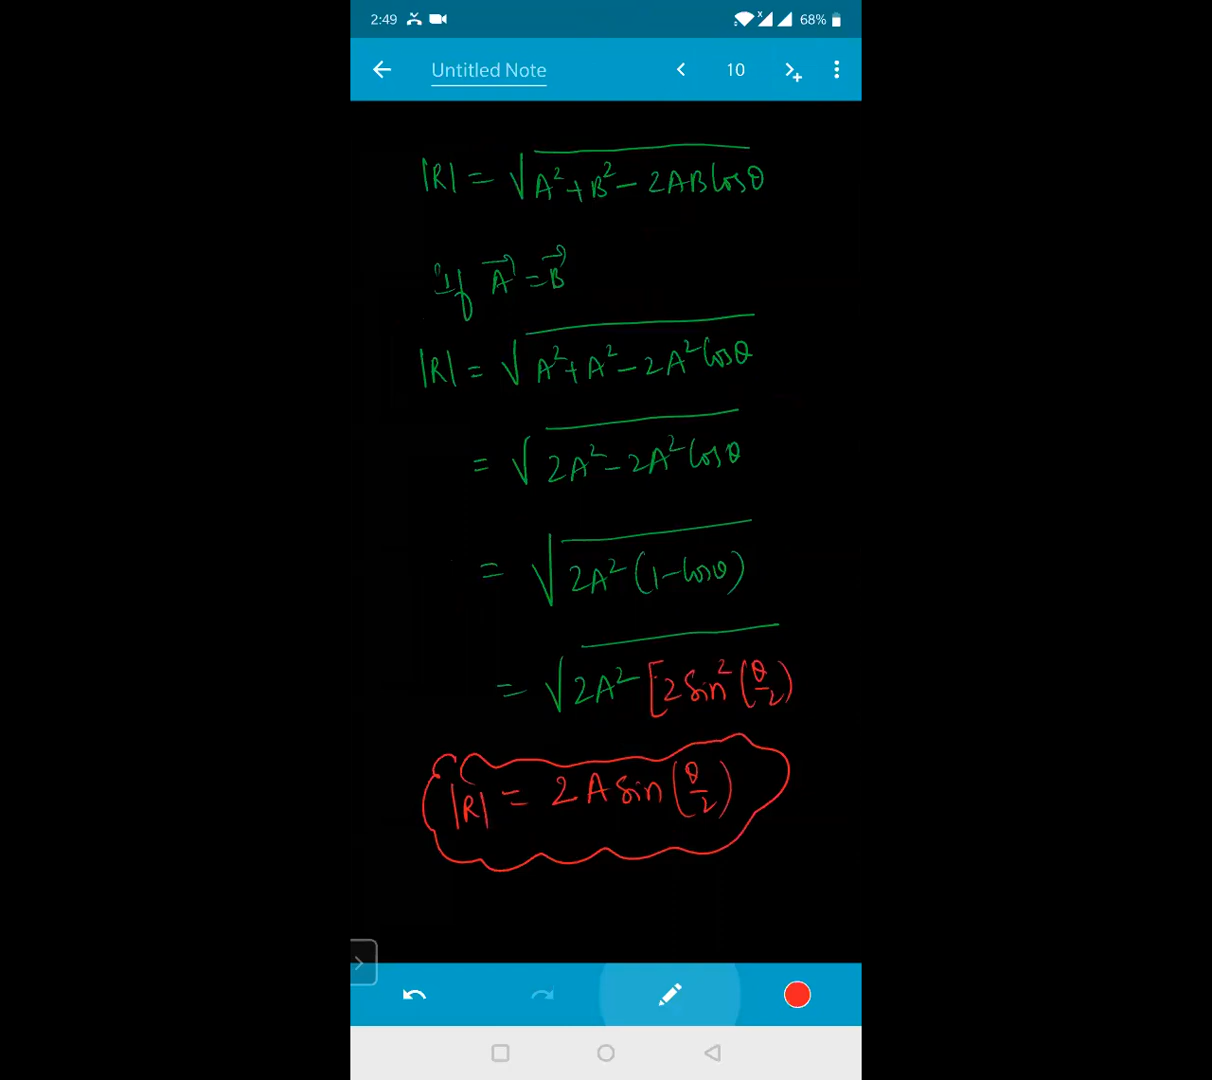 2:49 68%
Untitled Note 10
|R| = √A²+B²-2ABCosθ
if A⃗ = B⃗
|R| = √A²+A²-2A²Cosθ
= √2A²-2A²Cosθ
= √2A²(1-Cosθ)
= √2A²[2Sin²(θ/2)
|R| = 2A Sin(θ/2)